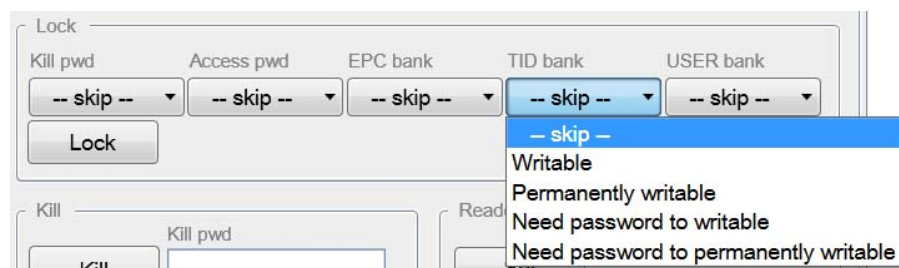 Lock
Kill pwd Access pwd EPC bank TID bank USER bank
-- skip -- -- skip -- -- skip -- -- skip -- -- skip --
Lock
-- skip --
Writable
Permanently writable
Need password to writable
Need password to permanently writable
Kill
Kill pwd
Kill